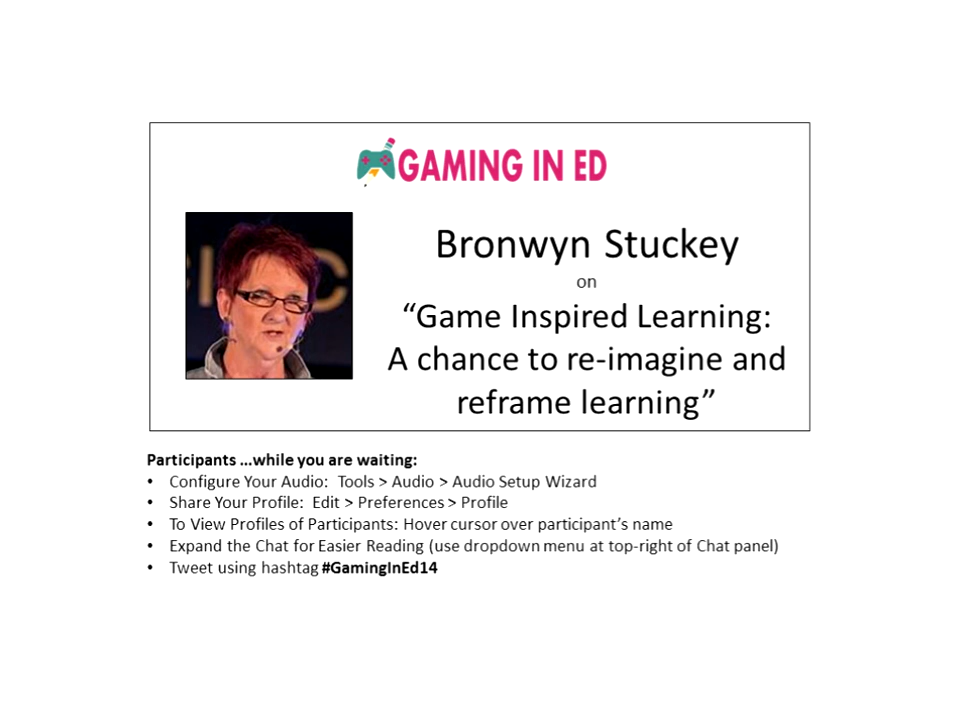 GAMING IN ED
Bronwyn Stuckey
on
“Game Inspired Learning:
A chance to re-imagine and
reframe learning”
Participants ...while you are waiting:
• Configure Your Audio: Tools > Audio > Audio Setup Wizard
• Share Your Profile: Edit > Preferences > Profile
• To View Profiles of Participants: Hover cursor over participant’s name
• Expand the Chat for Easier Reading (use dropdown menu at top-right of Chat panel)
• Tweet using hashtag #GamingInEd14